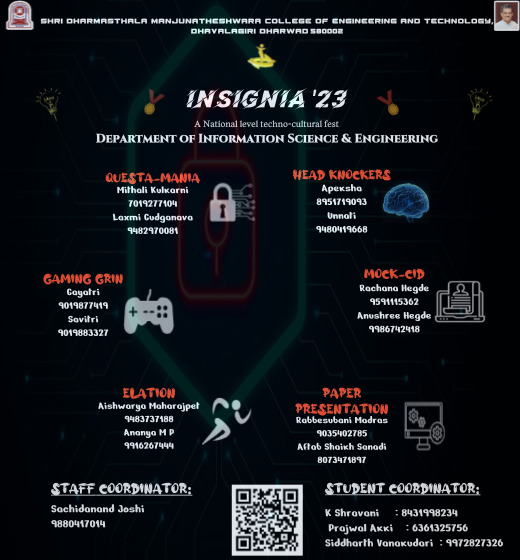 SHRI DHARMASTHALA MANJUNATHESHWARA COLLEGE OF ENGINEERING AND TECHNOLOGY,
DHAVALAGIRI DHARWAD 580002
INSIGNIA '23
A National level techno-cultural fest
DEPARTMENT OF INFORMATION SCIENCE & ENGINEERING
QUESTA-MANIA
Mithali Kulkarni
7019277104
Laxmi Gudganava
9482970081
HEAD KNOCKERS
Apeksha
8951719093
Unnati
9480419668
GAMING GRIN
Gayatri
9019877419
Savitri
9019883327
MOCK-CID
Rachana Hegde
9591115362
Anushree Hegde
9986742418
ELATION
Aishwarya Maharajpet
9483737188
Ananya M P
9916267444
PAPER
PRESENTATION
Rabbesubani Madras
9035402785
Aftab Shaikh Sanadi
8073471897
STAFF COORDINATOR:
Sachidanand Joshi
9880417014
STUDENT COORDINATOR:
K Shravani : 8431998234
Prajwal Akki : 6361325756
Siddharth Vanakudari : 9972827326